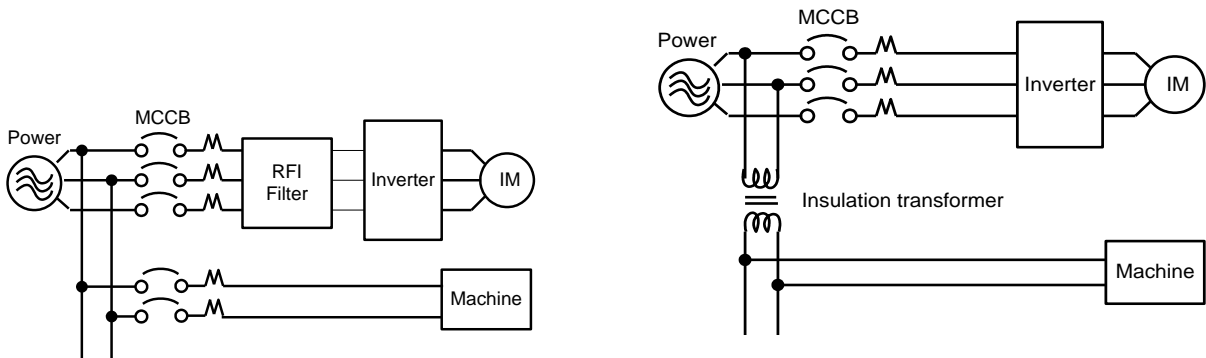 Power
MCCB
RFI
Filter
Inverter
IM
Machine
Power
MCCB
Inverter
IM
Insulation transformer
Machine